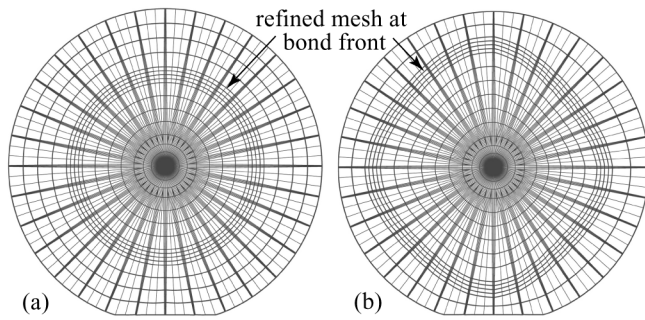 refined mesh at
bond front
(a)
(b)